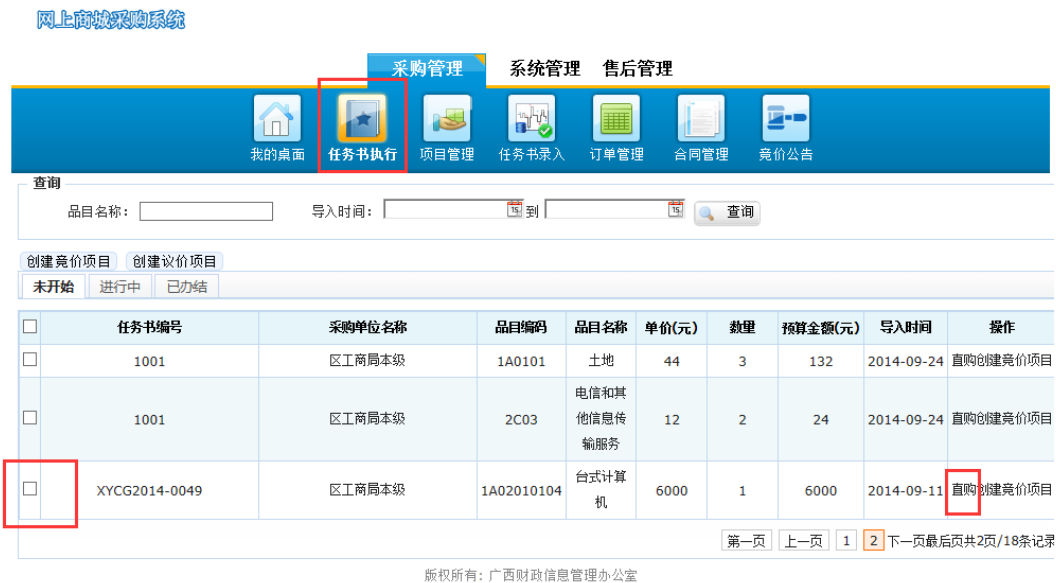 网上商城采购系统
采购管理 系统管理 售后管理
我的桌面 任务书执行 项目管理 任务书录入 订单管理 合同管理 竞价公告
查询
品目名称: 导入时间: 15 到 15 查询
创建竞价项目 创建议价项目
未开始 进行中 已办结
任务书编号 采购单位名称 品目编码 品目名称 单价(元) 数量 预算金额(元) 导入时间 操作
1001 区工商局本级 1A0101 土地 44 3 132 2014-09-24 直购创建竞价项目
1001 区工商局本级 2C03 电信和其他信息传输服务 12 2 24 2014-09-24 直购创建竞价项目
XYCG2014-0049 区工商局本级 1A02010104 台式计算机 6000 1 6000 2014-09-11 直购创建竞价项目
第一页 上一页 1 2 下一页最后页共2页/18条记录
版权所有: 广西财政信息管理办公室